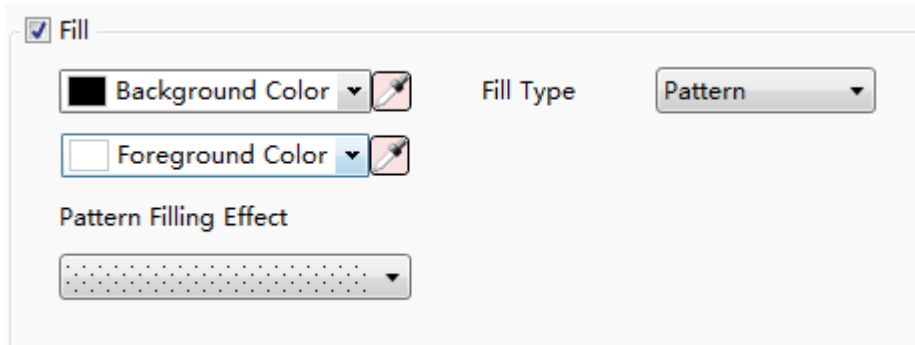 Fill
Background Color
Fill Type
Pattern
Foreground Color
Pattern Filling Effect